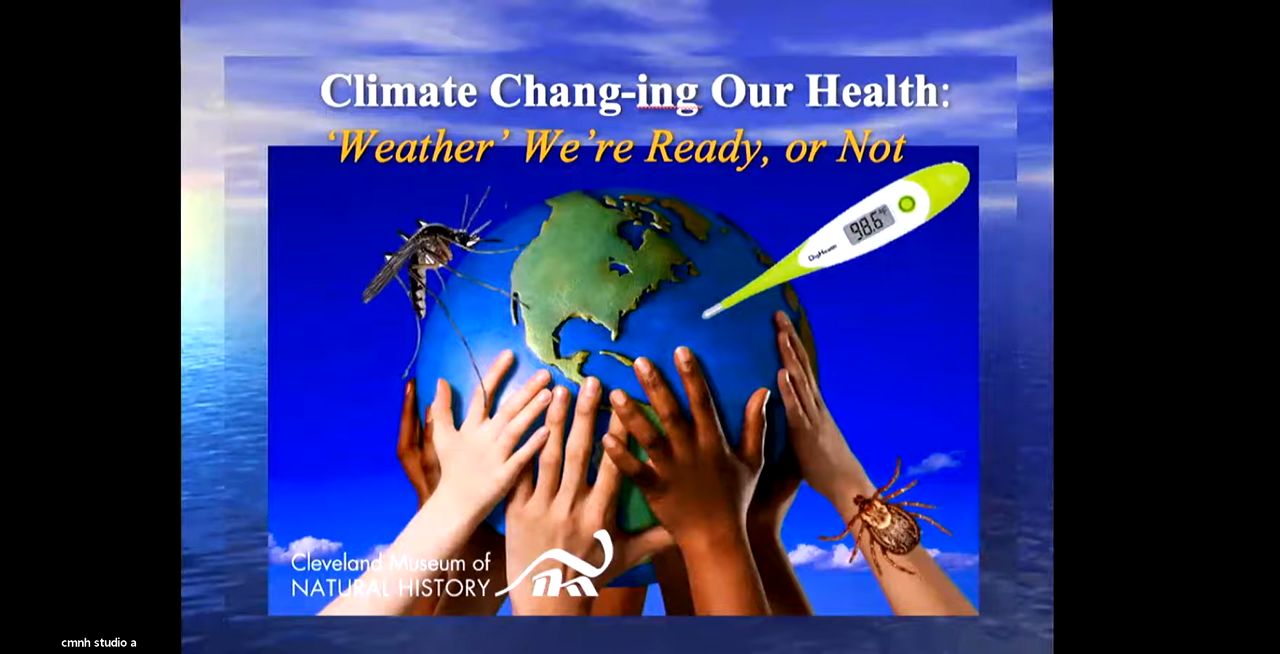 Climate Chang-ing Our Health:
‘Weather’ We’re Ready, or Not
98.6°F
Cleveland Museum of
NATURAL HISTORY
cmnh studio a